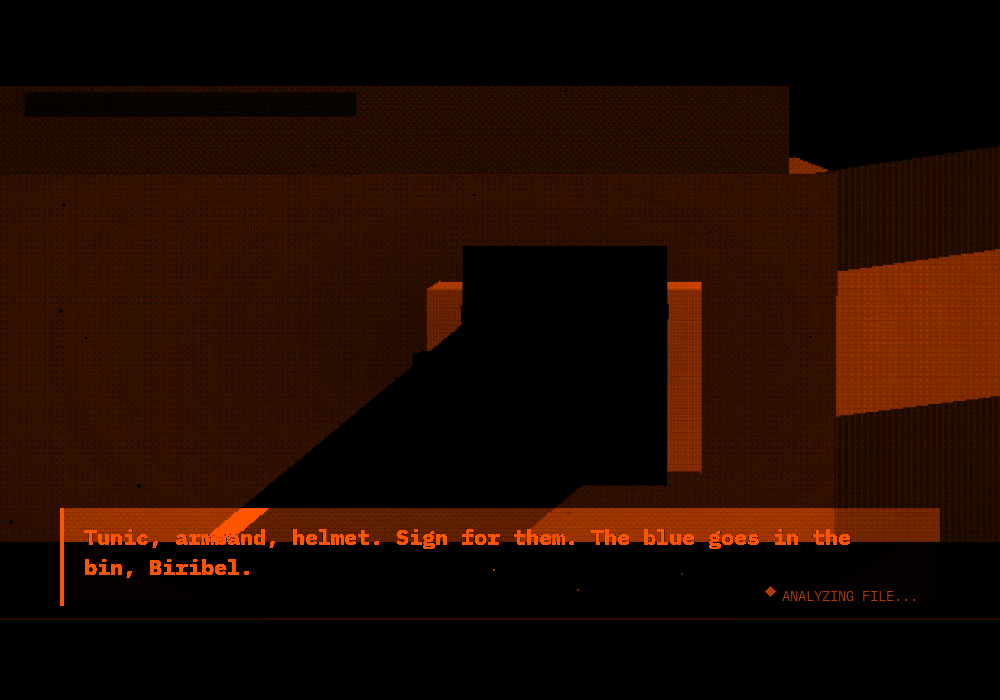 Tunic, armband, helmet. Sign for them. The blue goes in the
bin, Biribel.
ANALYZING FILE...